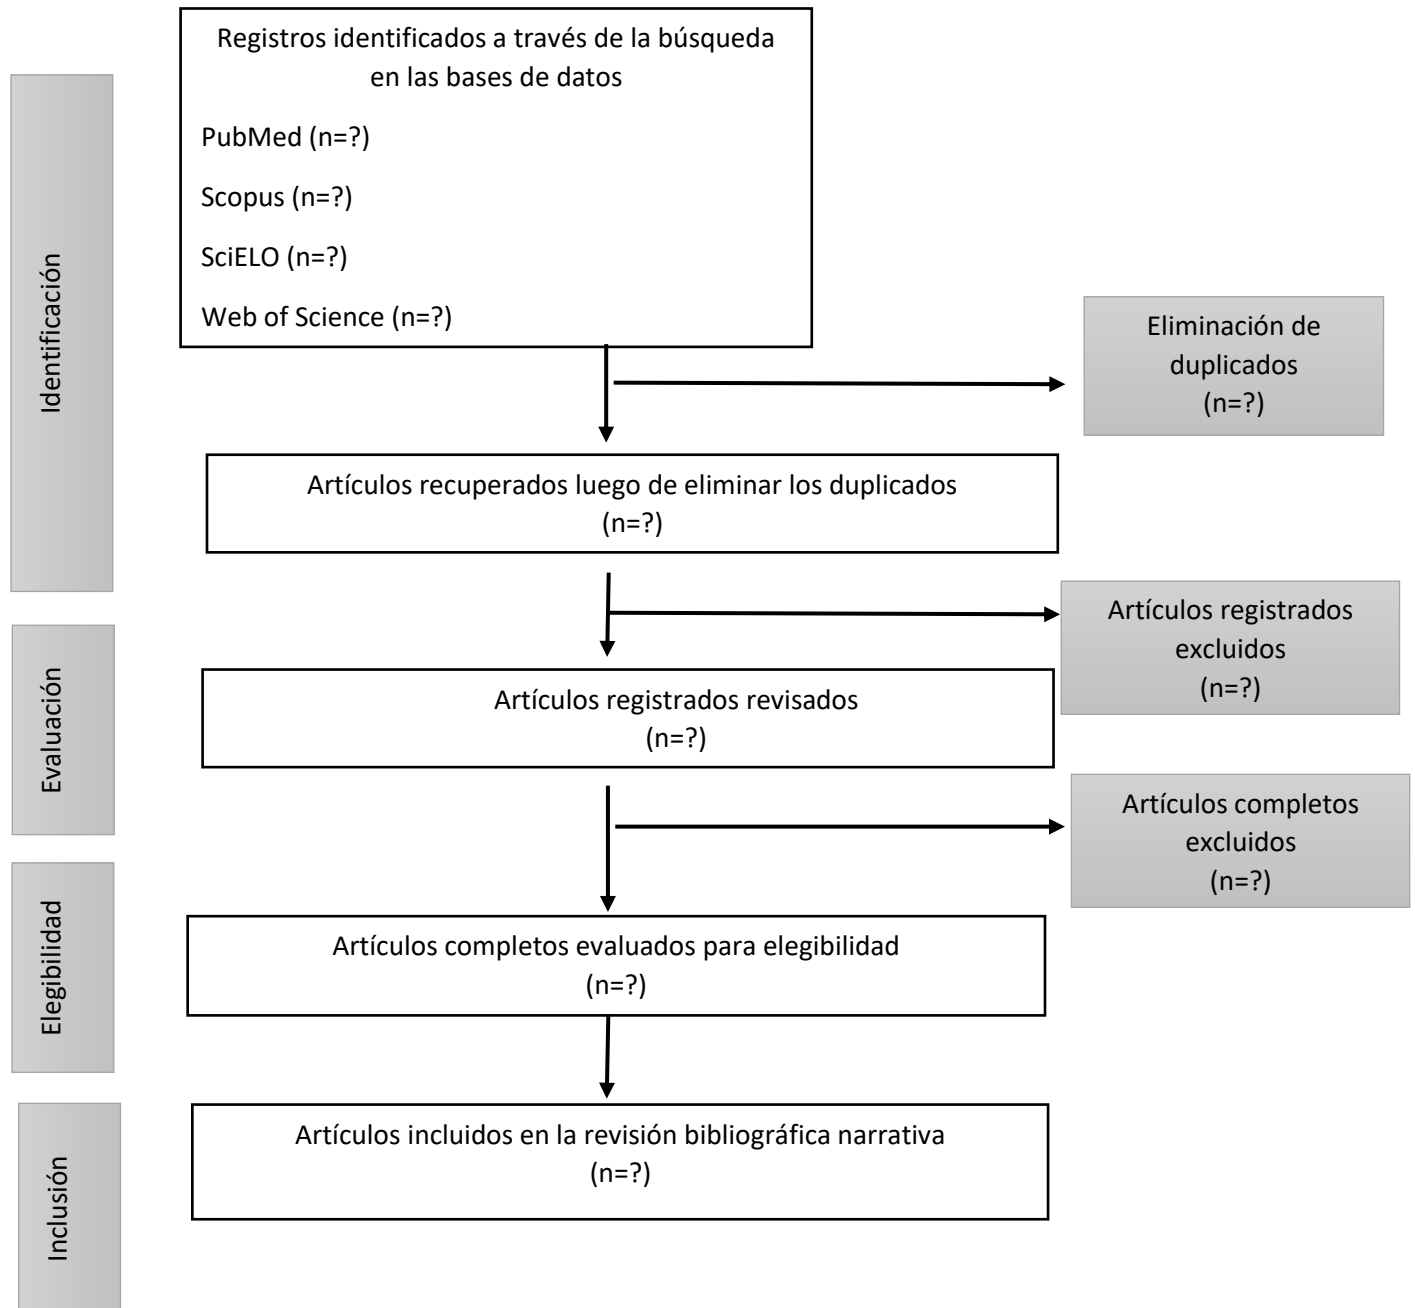 Registros identificados a través de la búsqueda
en las bases de datos
PubMed (n=?)
Scopus (n=?)
SciELO (n=?)
Web of Science (n=?)
Identificación
Eliminación de
duplicados
(n=?)
Artículos recuperados luego de eliminar los duplicados
(n=?)
Artículos registrados
excluidos
(n=?)
Evaluación
Artículos registrados revisados
(n=?)
Artículos completos
excluidos
(n=?)
Elegibilidad
Artículos completos evaluados para elegibilidad
(n=?)
Inclusión
Artículos incluidos en la revisión bibliográfica narrativa
(n=?)